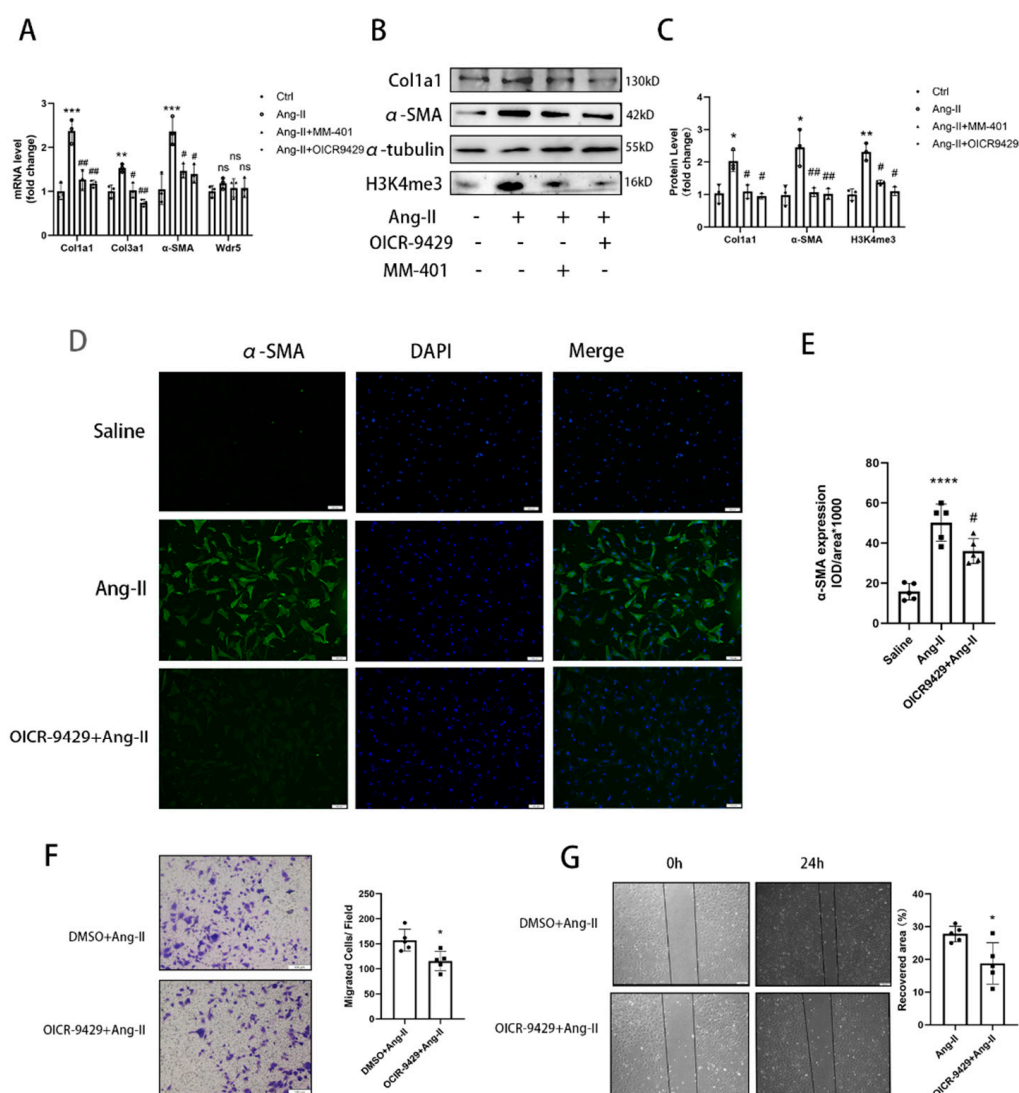 A
Ctrl
Ang-II
Ang-II+MM-401
Ang-II+OICR9429
mRNA level
(fold change)
3
2
1
0
*** ## ##
** # ##
*** # #
ns ns ns
Col1a1 Col3a1 α-SMA Wdr5
B
Col1a1 130kD
α-SMA 42kD
α-tubulin 55kD
H3K4me3 16kD
Ang-II - + + +
OICR-9429 - - - +
MM-401 - - + -
C
Ctrl
Ang-II
Ang-II+MM-401
Ang-II+OICR9429
Protein Level
(fold change)
4
3
2
1
0
* # #
* ## ##
** # #
Col1a1 α-SMA H3K4me3
D
α-SMA DAPI Merge
Saline
Ang-II
OICR-9429+Ang-II
E
α-SMA expression
IOD/area*1000
80
60
40
20
0
****
#
Saline
Ang-II
OICR9429+Ang-II
F
DMSO+Ang-II
OICR-9429+Ang-II
Migrated Cells/ Field
250
200
150
100
50
0
*
DMSO+Ang-II
OCIR-9429+Ang-II
G
0h 24h
DMSO+Ang-II
OICR-9429+Ang-II
Recovered area (%)
40
30
20
10
0
*
Ang-II
OICR-9429+Ang-II